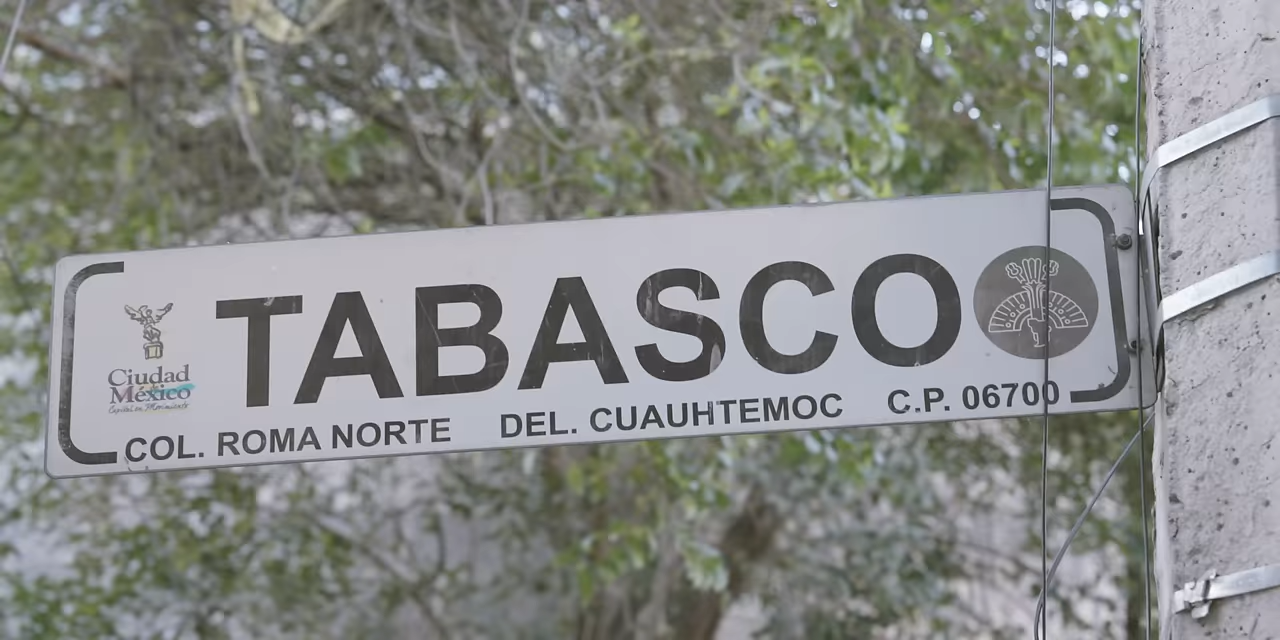 TABASCO
Ciudad
México
Capital en Movimiento
COL. ROMA NORTE DEL. CUAUHTEMOC C.P. 06700